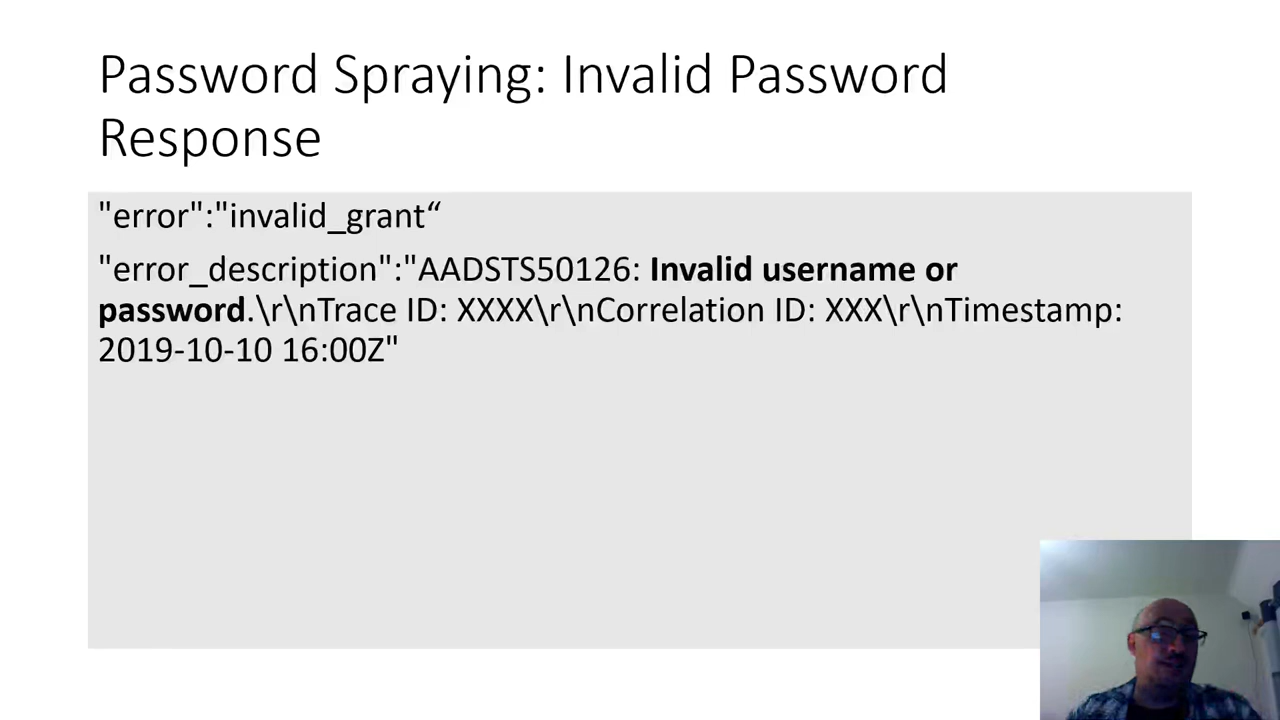 Password Spraying: Invalid Password
Response
"error":"invalid_grant“
"error_description":"AADSTS50126: Invalid username or
password.\r\nTrace ID: XXXX\r\nCorrelation ID: XXX\r\nTimestamp:
2019-10-10 16:00Z"